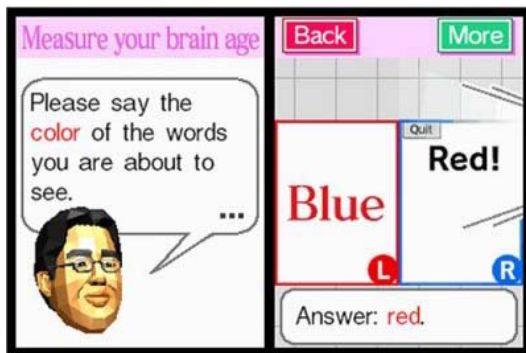 Measure your brain age
Please say the
color of the words
you are about to
see.
...
Back
More
Blue
L
Quit
Red!
R
Answer: red.